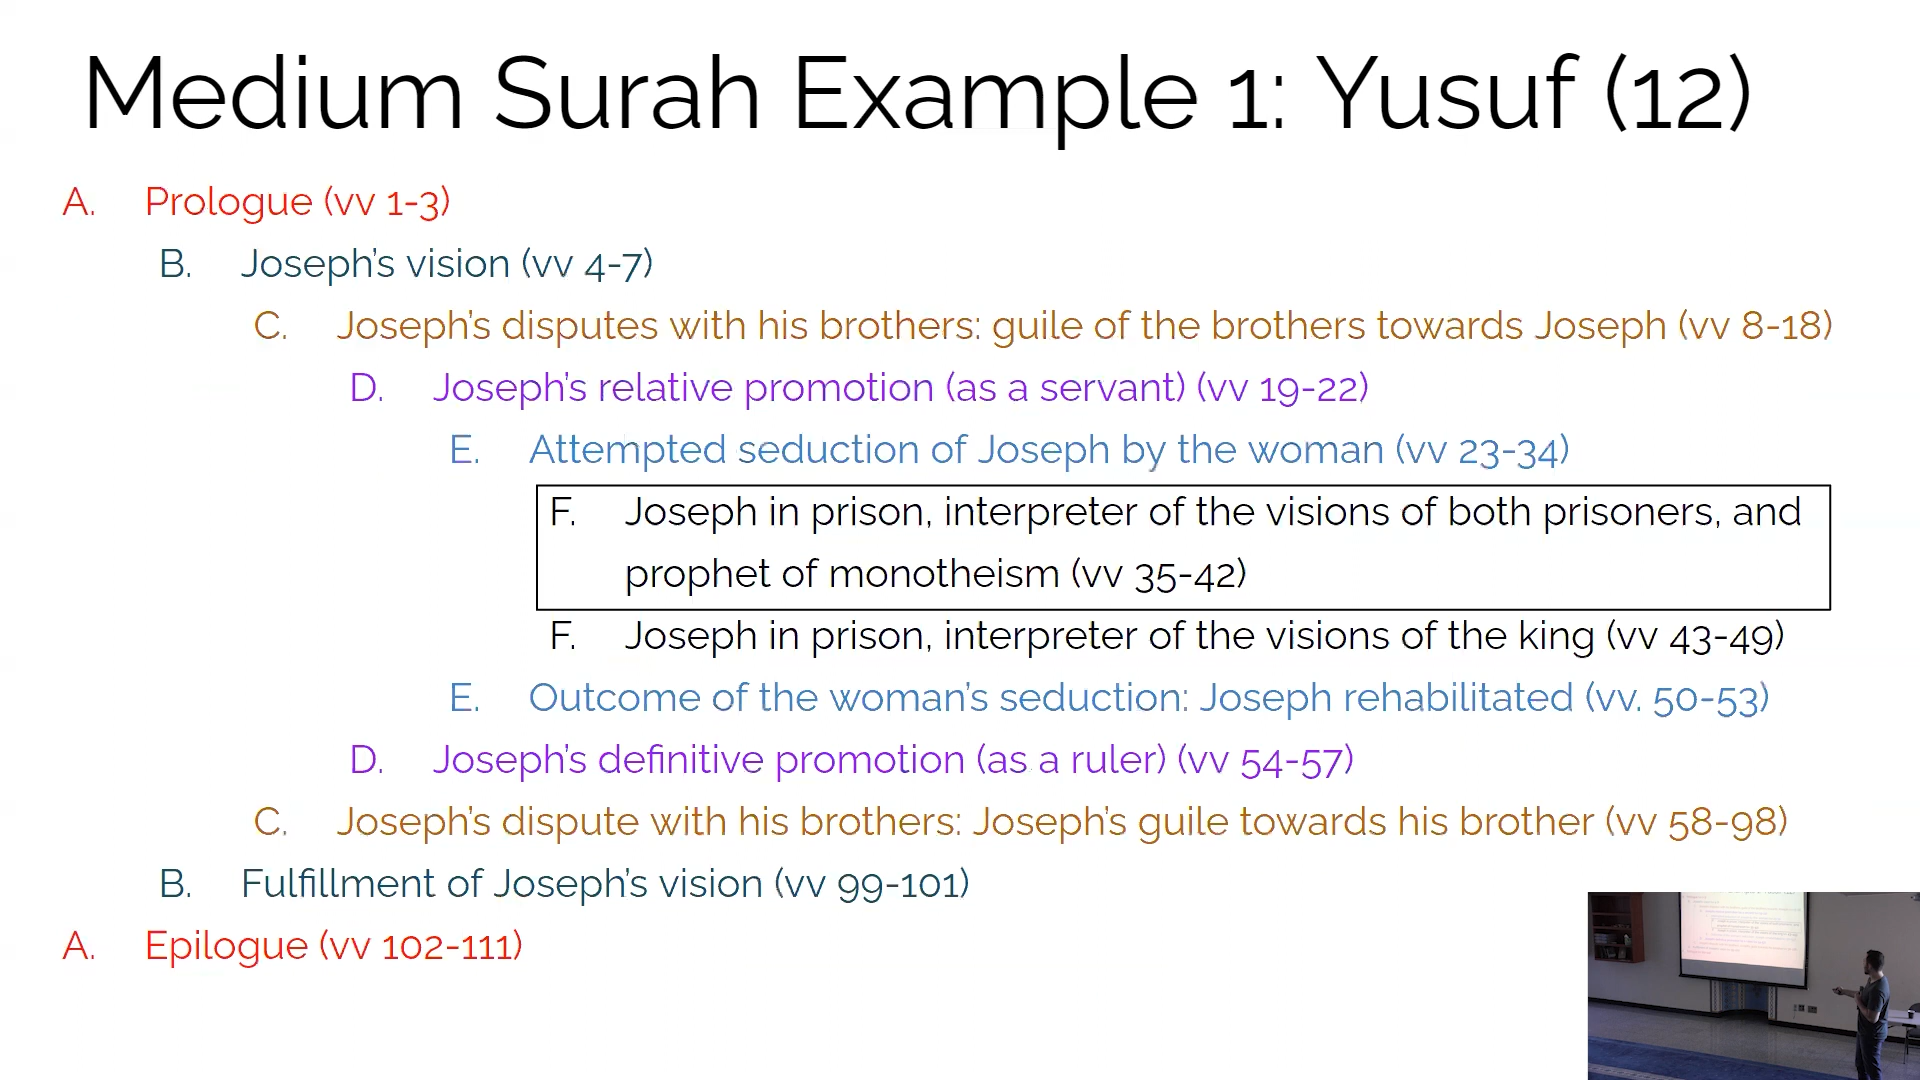 Medium Surah Example 1: Yusuf (12)
A. Prologue (vv 1-3)
B. Joseph's vision (vv 4-7)
C. Joseph's disputes with his brothers: guile of the brothers towards Joseph (vv 8-18)
D. Joseph's relative promotion (as a servant) (vv 19-22)
E. Attempted seduction of Joseph by the woman (vv 23-34)
F. Joseph in prison, interpreter of the visions of both prisoners, and
prophet of monotheism (vv 35-42)
F. Joseph in prison, interpreter of the visions of the king (vv 43-49)
E. Outcome of the woman's seduction: Joseph rehabilitated (vv. 50-53)
D. Joseph's definitive promotion (as a ruler) (vv 54-57)
C. Joseph's dispute with his brothers: Joseph's guile towards his brother (vv 58-98)
B. Fulfillment of Joseph's vision (vv 99-101)
A. Epilogue (vv 102-111)